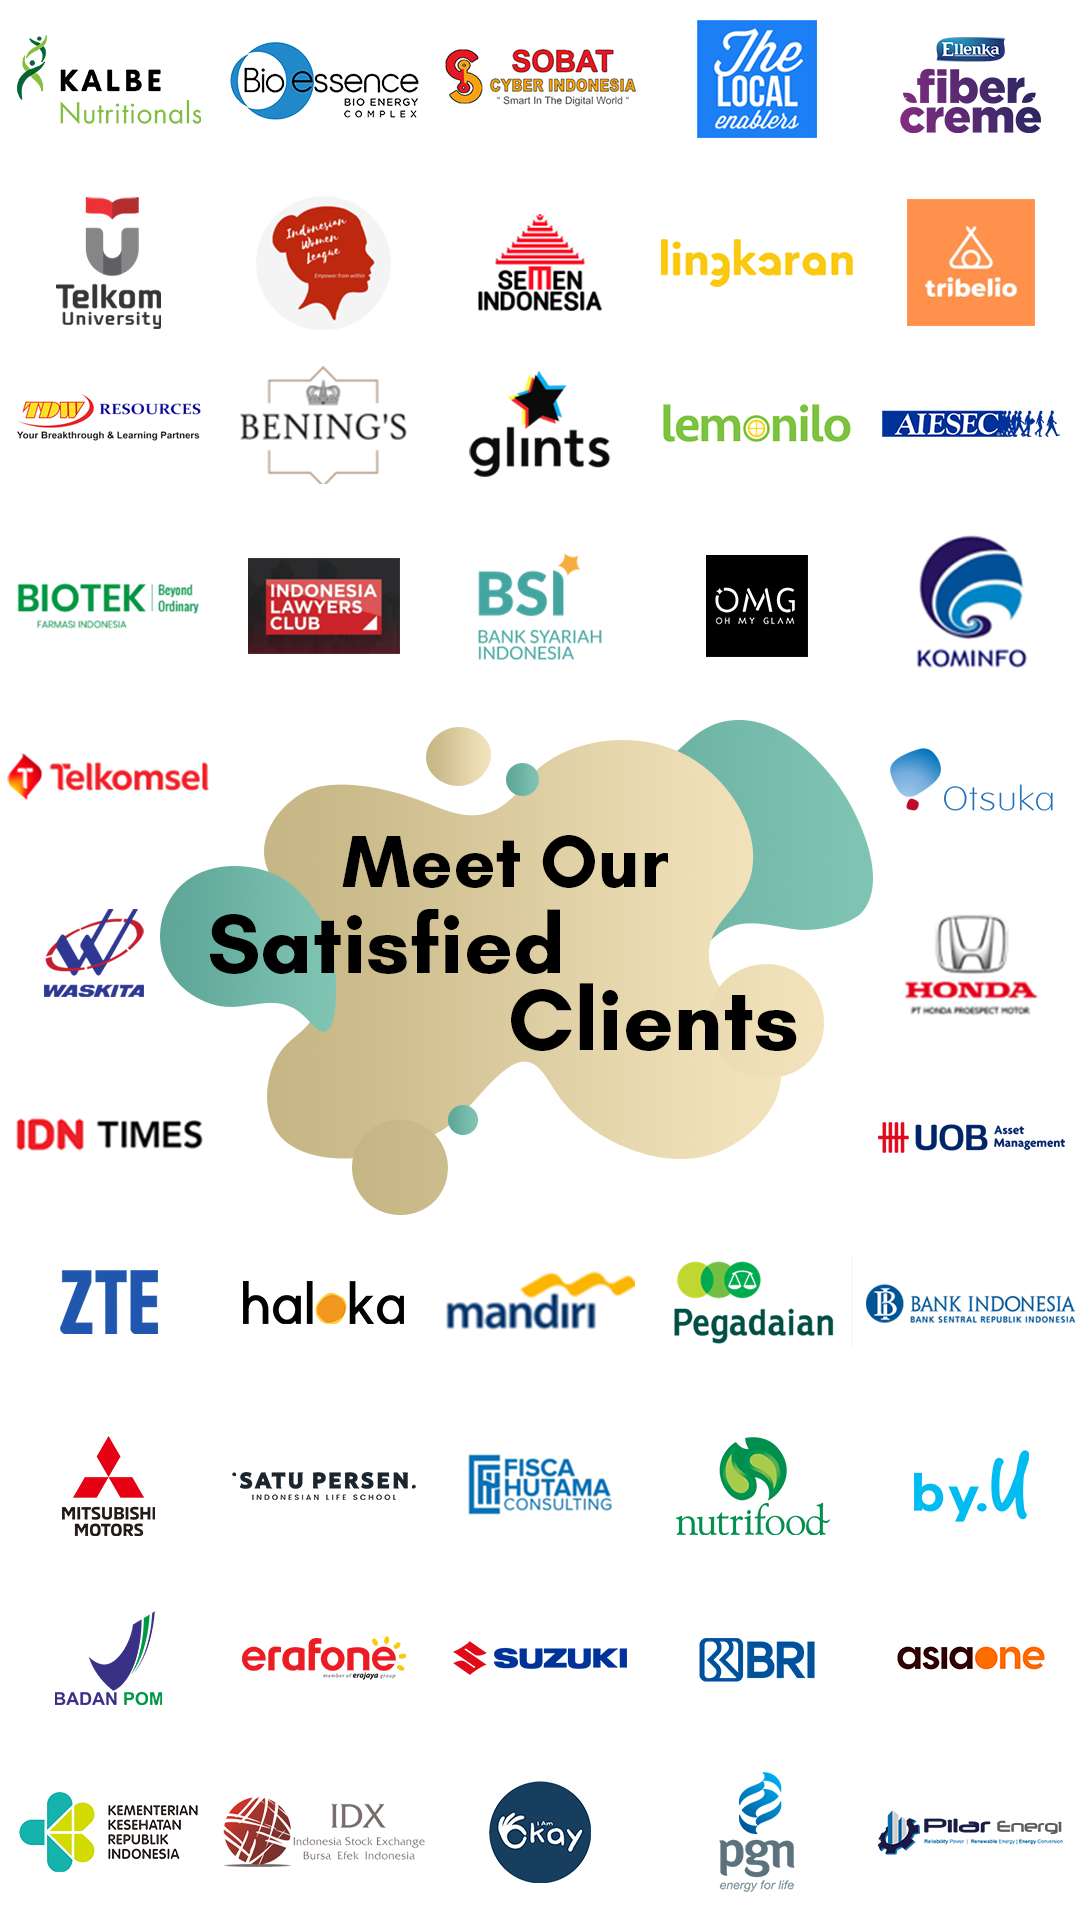 KALBE
Nutritionals
Bio essence
BIO ENERGY
COMPLEX
SOBAT
CYBER INDONESIA
" Smart In The Digital World "
The
LOCAL
enablers
Ellenka
fiber
creme
Telkom
University
Indonesian
Women
League
Empower from within
SEMEN
INDONESIA
lingkaran
tribelio
TDW RESOURCES
Your Breakthrough & Learning Partners
BENING'S
glints
lemonilo
AIESEC
BIOTEK Beyond
Ordinary
FARMASI INDONESIA
INDONESIA
LAWYERS
CLUB
BSI
BANK SYARIAH
INDONESIA
OMG
OH MY GLAM
KOMINFO
Telkomsel
Otsuka
Meet Our
Satisfied
Clients
WASKITA
HONDA
PT HONDA PROESPECT MOTOR
IDN TIMES
UOB Asset
Management
ZTE
haloka
mandiri
Pegadaian
BANK INDONESIA
BANK SENTRAL REPUBLIK INDONESIA
MITSUBISHI
MOTORS
'SATU PERSEN.
INDONESIAN LIFE SCHOOL
FISCA
HUTAMA
CONSULTING
nutrifood
by.U
BADAN POM
erafone
member of erajaya group
SUZUKI
BRI
asiaone
KEMENTERIAN
KESEHATAN
REPUBLIK
INDONESIA
IDX
Indonesia Stock Exchange
Bursa Efek Indonesia
I Am
Okay
pgn
energy for life
Pilar Energi
Reliability Power | Renewable Energy | Energy Conversion